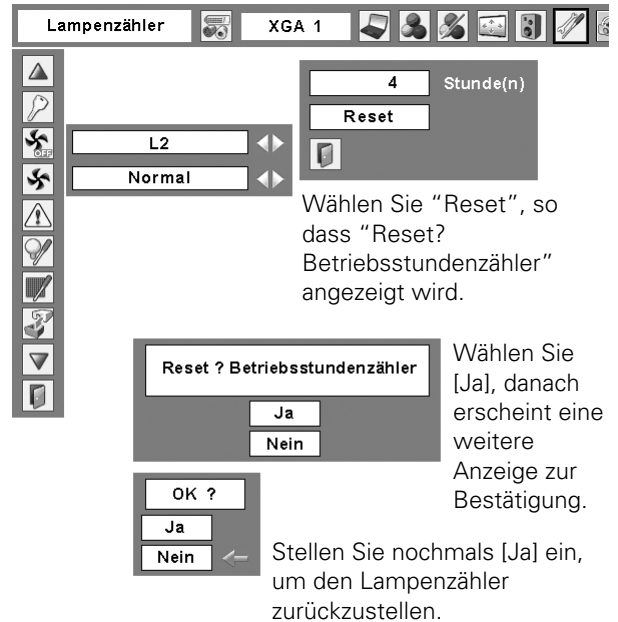 Lampenzähler
XGA 1
4 Stunde(n)
Reset
L2
OFF
Normal
Wählen Sie “Reset”, so
dass “Reset?
Betriebsstundenzähler”
angezeigt wird.
Reset ? Betriebsstundenzähler
Ja
Nein
Wählen Sie
[Ja], danach
erscheint eine
weitere
Anzeige zur
Bestätigung.
OK ?
Ja
Nein
Stellen Sie nochmals [Ja] ein,
um den Lampenzähler
zurückzustellen.